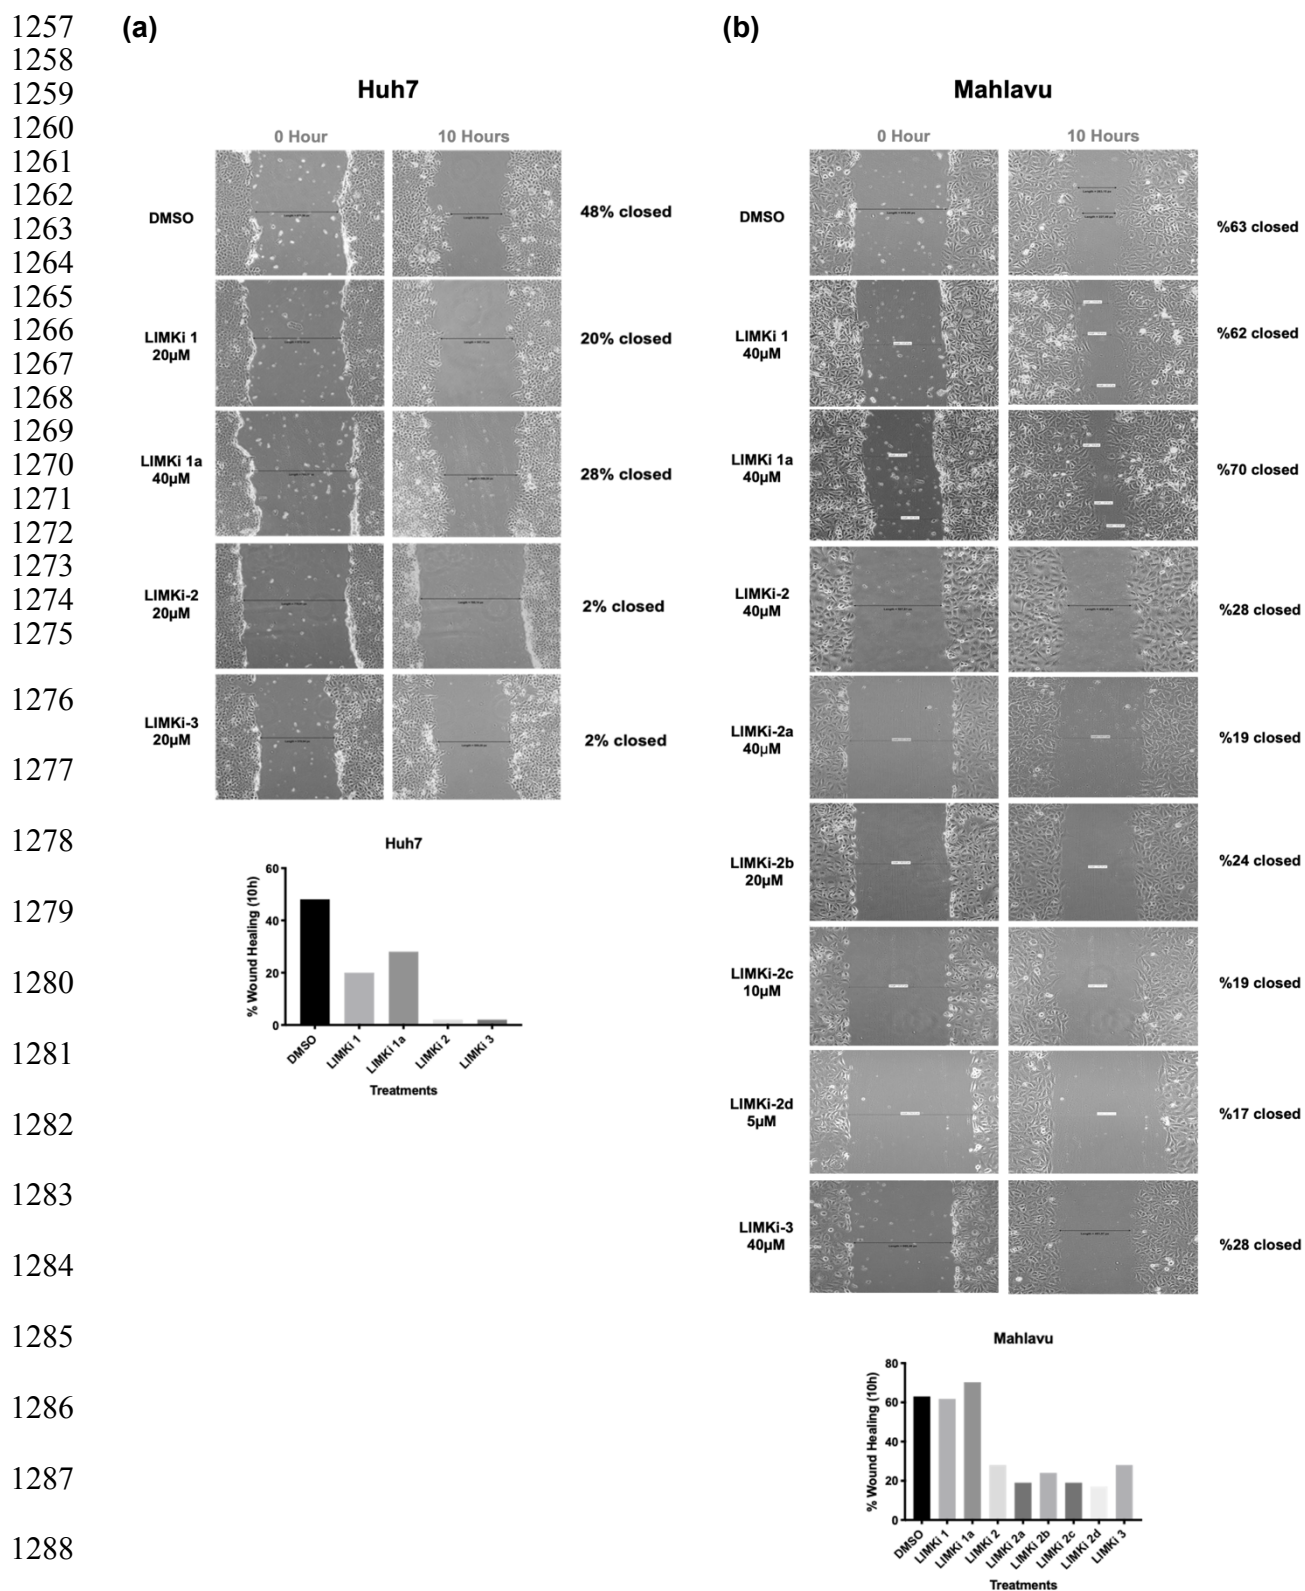 1257
1258
1259
1260
1261
1262
1263
1264
1265
1266
1267
1268
1269
1270
1271
1272
1273
1274
1275
1276
1277
1278
1279
1280
1281
1282
1283
1284
1285
1286
1287
1288
(a)
Huh7
0 Hour 10 Hours
DMSO
48% closed
LIMKi 1
20µM
20% closed
LIMKi 1a
40µM
28% closed
LIMKi-2
20µM
2% closed
LIMKi-3
20µM
2% closed
Huh7
% Wound Healing (10h)
60
40
20
0
DMSO
LIMKi 1
LIMKi 1a
LIMKi 2
LIMKi 3
Treatments
(b)
Mahlavu
0 Hour 10 Hours
DMSO
%63 closed
LIMKi 1
40µM
%62 closed
LIMKi 1a
40µM
%70 closed
LIMKi-2
40µM
%28 closed
LIMKi-2a
40µM
%19 closed
LIMKi-2b
20µM
%24 closed
LIMKi-2c
10µM
%19 closed
LIMKi-2d
5µM
%17 closed
LIMKi-3
40µM
%28 closed
Mahlavu
% Wound Healing (10h)
80
60
40
20
0
DMSO
LIMKi 1
LIMKi 1a
LIMKi 2
LIMKi 2a
LIMKi 2b
LIMKi 2c
LIMKi 2d
LIMKi 3
Treatments